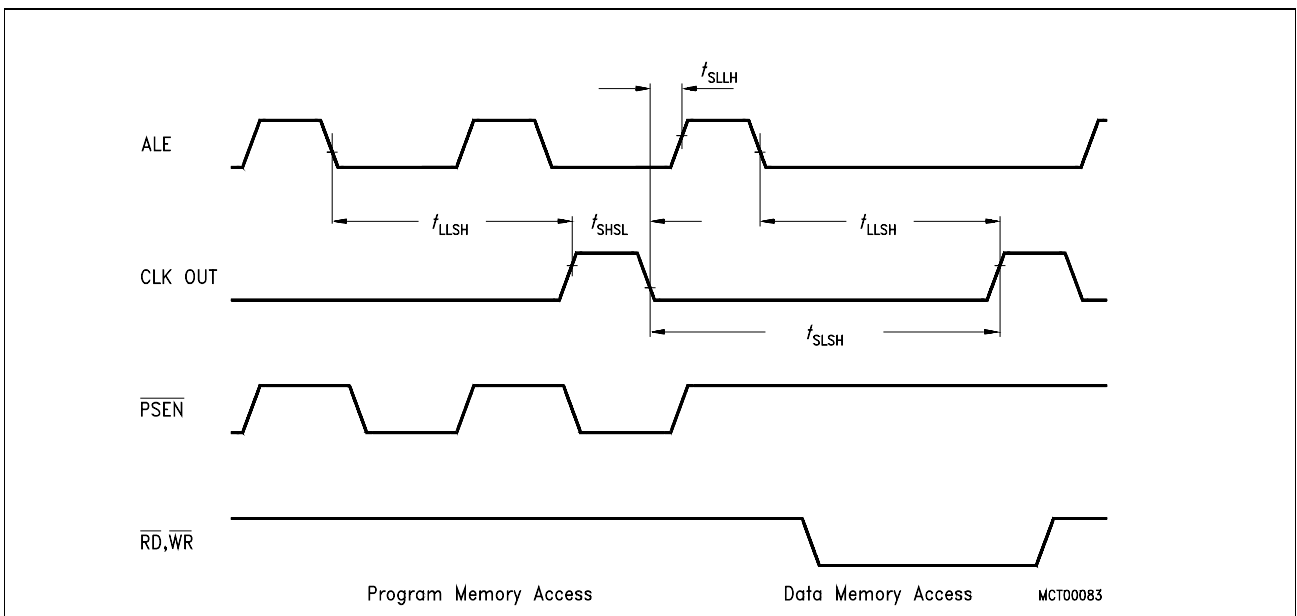 tSLLH
ALE
tLLSH tSHSL tLLSH
CLK OUT
tSLSH
PSEN
RD,WR
Program Memory Access Data Memory Access MCT00083